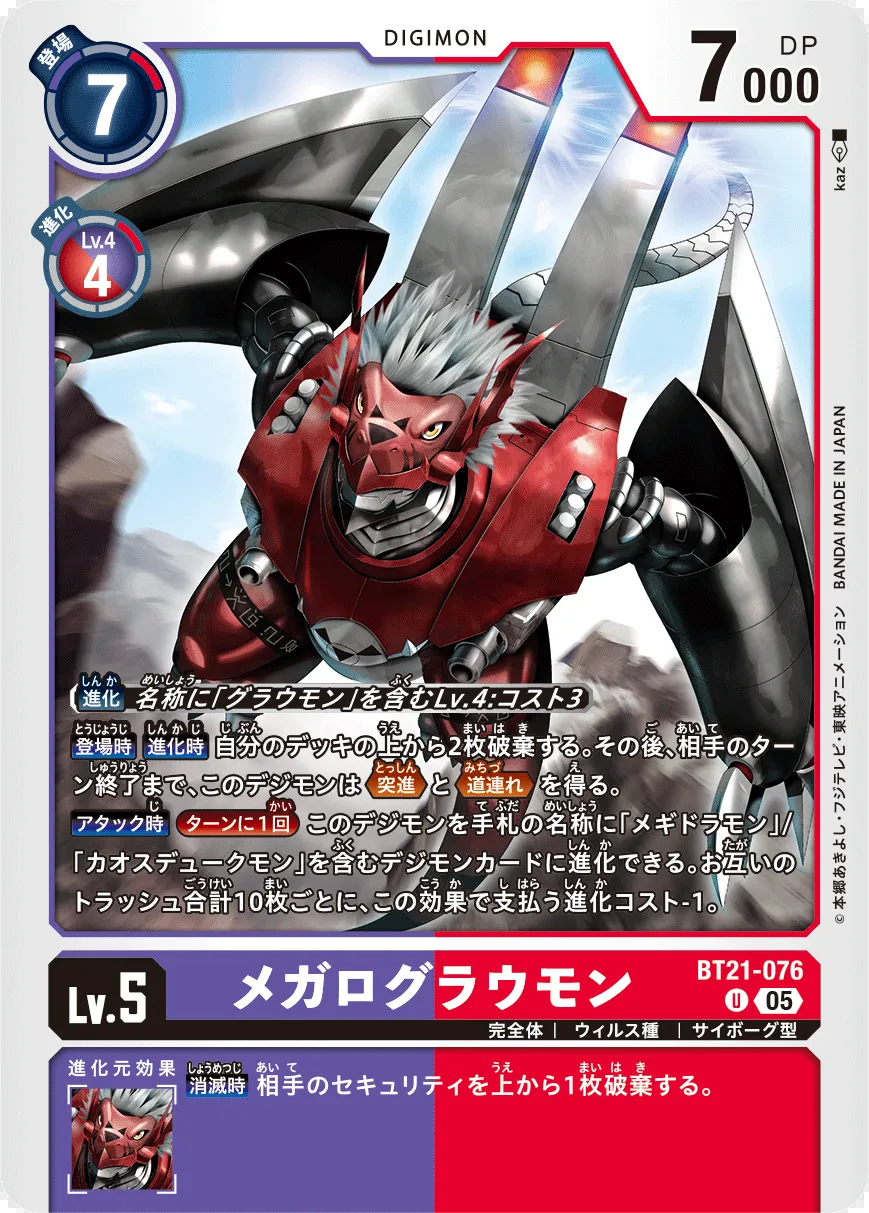 DIGIMON
登場
7
7000
DP
進化
Lv.4
4
kaz
BANDAI MADE IN JAPAN
© 本郷あきよし・フジテレビ・東映アニメーション
進化 名称に「グラウモン」を含むLv.4:コスト3
登場時 進化時 自分のデッキの上から2枚破棄する。その後、相手のター
ン終了まで、このデジモンは 突進 と 道連れ を得る。
アタック時 ターンに1回 このデジモンを手札の名称に「メギドラモン」/
「カオスデュークモン」を含むデジモンカードに進化できる。お互いの
トラッシュ合計10枚ごとに、この効果で支払う進化コスト-1。
Lv.5
メガログラウモン
BT21-076
U 05
完全体 | ウィルス種 | サイボーグ型
進化元効果
消滅時 相手のセキュリティを上から1枚破棄する。